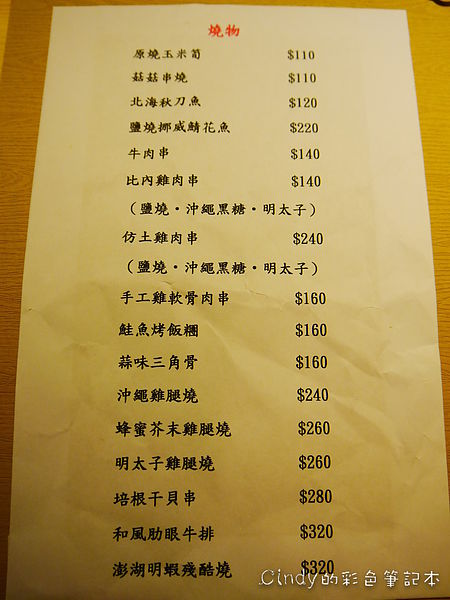 燒物
原燒玉米筍 $110
菇菇串燒 $110
北海秋刀魚 $120
鹽燒挪威鯖花魚 $220
牛肉串 $140
比內雞肉串 $140
（鹽燒・沖繩黑糖・明太子）
仿土雞肉串 $240
（鹽燒・沖繩黑糖・明太子）
手工雞軟骨肉串 $160
鮭魚烤飯糰 $160
蒜味三角骨 $160
沖繩雞腿燒 $240
蜂蜜芥末雞腿燒 $260
明太子雞腿燒 $260
培根干貝串 $280
和風肋眼牛排 $320
澎湖明蝦殘酷燒 $320
Cindy的彩色筆記本